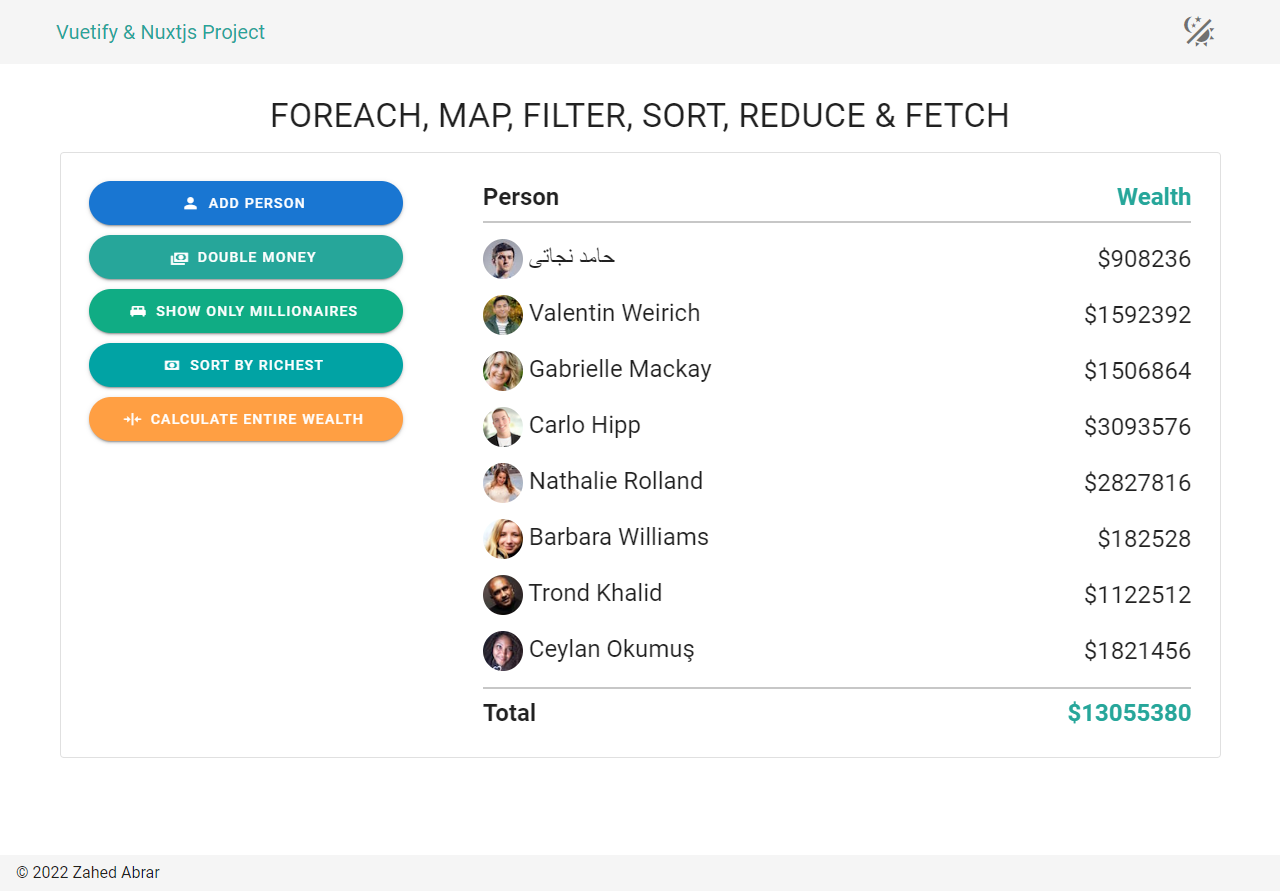 Vuetify & Nuxtjs Project
FOREACH, MAP, FILTER, SORT, REDUCE & FETCH
ADD PERSON
DOUBLE MONEY
SHOW ONLY MILLIONAIRES
SORT BY RICHEST
CALCULATE ENTIRE WEALTH
Person Wealth
حامد نجاتی $908236
Valentin Weirich $1592392
Gabrielle Mackay $1506864
Carlo Hipp $3093576
Nathalie Rolland $2827816
Barbara Williams $182528
Trond Khalid $1122512
Ceylan Okumuş $1821456
Total $13055380
© 2022 Zahed Abrar